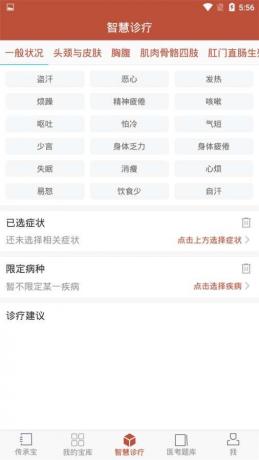 5:56
智慧诊疗
一般状况 头颈与皮肤 胸腹 肌肉骨骼四肢 肛门直肠生殖
盗汗 恶心 发热
烦躁 精神疲倦 咳嗽
呕吐 怕冷 气短
少言 身体乏力 身体疲倦
失眠 消瘦 心烦
易怒 饮食少 自汗
已选症状
还未选择相关症状 点击上方选择症状
限定病种
暂不限定某一疾病 点击选择疾病
诊疗建议
传承宝 我的宝库 智慧诊疗 医考题库 我